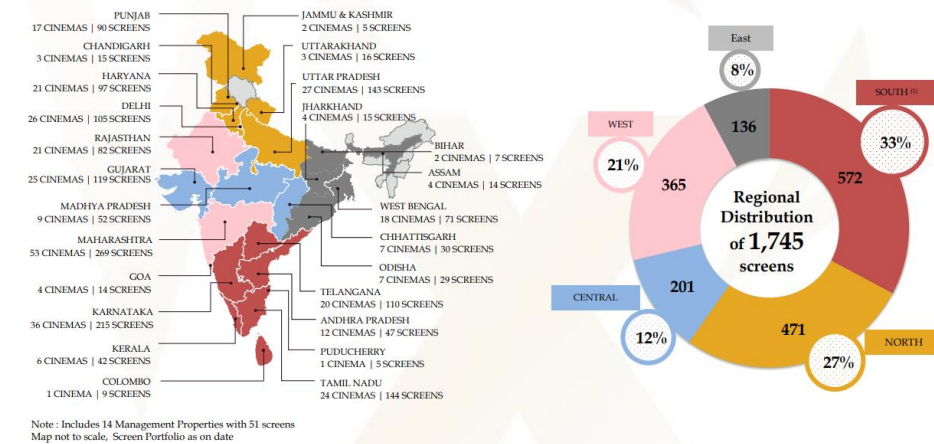 PUNJAB
17 CINEMAS | 90 SCREENS
CHANDIGARH
3 CINEMAS | 15 SCREENS
HARYANA
21 CINEMAS | 97 SCREENS
DELHI
26 CINEMAS | 105 SCREENS
RAJASTHAN
21 CINEMAS | 82 SCREENS
GUJARAT
25 CINEMAS | 119 SCREENS
MADHYA PRADESH
9 CINEMAS | 52 SCREENS
MAHARASHTRA
53 CINEMAS | 269 SCREENS
GOA
4 CINEMAS | 14 SCREENS
KARNATAKA
36 CINEMAS | 215 SCREENS
KERALA
6 CINEMAS | 42 SCREENS
COLOMBO
1 CINEMA | 9 SCREENS
JAMMU & KASHMIR
2 CINEMAS | 5 SCREENS
UTTARAKHAND
3 CINEMAS | 16 SCREENS
UTTAR PRADESH
27 CINEMAS | 143 SCREENS
JHARKHAND
4 CINEMAS | 15 SCREENS
BIHAR
2 CINEMAS | 7 SCREENS
ASSAM
4 CINEMAS | 14 SCREENS
WEST BENGAL
18 CINEMAS | 71 SCREENS
CHHATTISGARH
7 CINEMAS | 30 SCREENS
ODISHA
7 CINEMAS | 29 SCREENS
TELANGANA
20 CINEMAS | 110 SCREENS
ANDHRA PRADESH
12 CINEMAS | 47 SCREENS
PUDUCHERRY
1 CINEMA | 5 SCREENS
TAMIL NADU
24 CINEMAS | 144 SCREENS
Note : Includes 14 Management Properties with 51 screens
Map not to scale, Screen Portfolio as on date
East
8%
136
SOUTH (1)
33%
572
WEST
21%
365
Regional
Distribution
of 1,745
screens
CENTRAL
12%
201
471
NORTH
27%